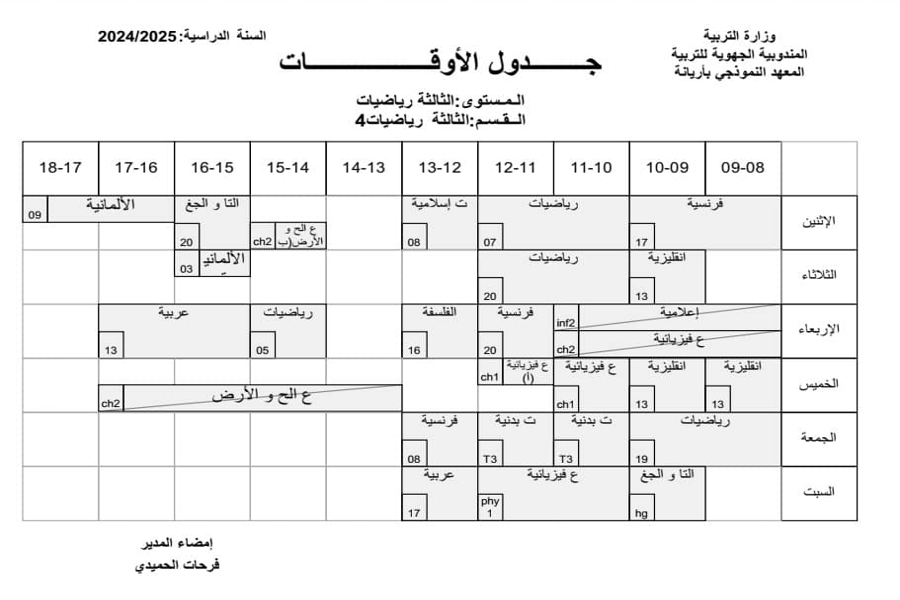 وزارة التربية
المندوبية الجهوية للتربية
المعهد النموذجي بأريانة
السنة الدراسية:2024/2025
جـــــدول الأوقـــــــــــــات
المستوى:الثالثة رياضيات
القسم:الثالثة رياضيات4
09-08 10-09 11-10 12-11 13-12 14-13 15-14 16-15 17-16 18-17
الإثنين
فرنسية
17
رياضيات
07
ت إسلامية
08
ع الح و
الأرض(ب
ch2
التا و الجغ
20
الألمانية
09
الثلاثاء
انقليزية
13
رياضيات
20
الألماني
03
الإربعاء
إعلامية
inf2
ع فيزيائية
ch2
فرنسية
20
الفلسفة
16
رياضيات
05
عربية
13
الخميس
انقليزية
13
انقليزية
13
ع فيزيائية
ch1
ع فيزيائية
(أ)
ch1
ع الح و الأرض
ch2
الجمعة
رياضيات
19
ت بدنية
T3
ت بدنية
T3
فرنسية
08
السبت
التا و الجغ
hg
ع فيزيائية
phy
1
عربية
17
إمضاء المدير
فرحات الحميدي